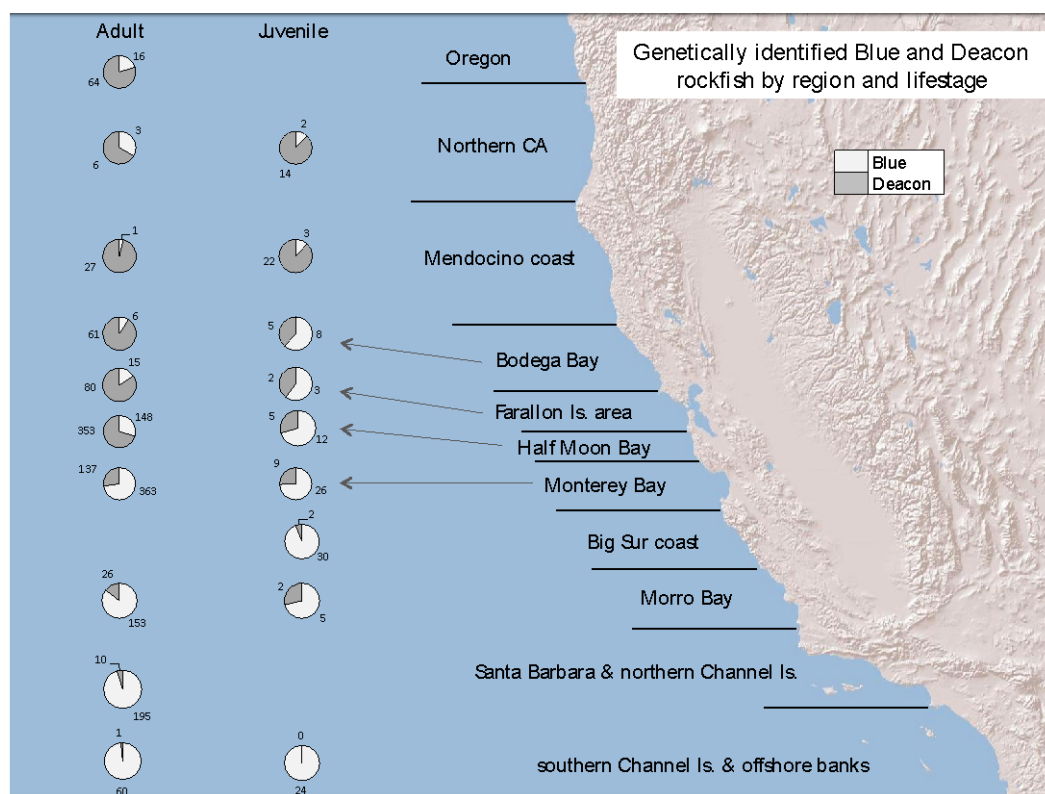 Adult
Juvenile
Genetically identified Blue and Deacon
rockfish by region and lifestage
Blue
Deacon
16
64
Oregon
3
6
2
14
Northern CA
1
27
3
22
Mendocino coast
6
61
5
8
Bodega Bay
15
80
2
3
Farallon Is. area
148
353
5
12
Half Moon Bay
137
363
9
26
Monterey Bay
2
30
Big Sur coast
26
153
2
5
Morro Bay
10
195
Santa Barbara & northern Channel Is.
1
60
0
24
southern Channel Is. & offshore banks